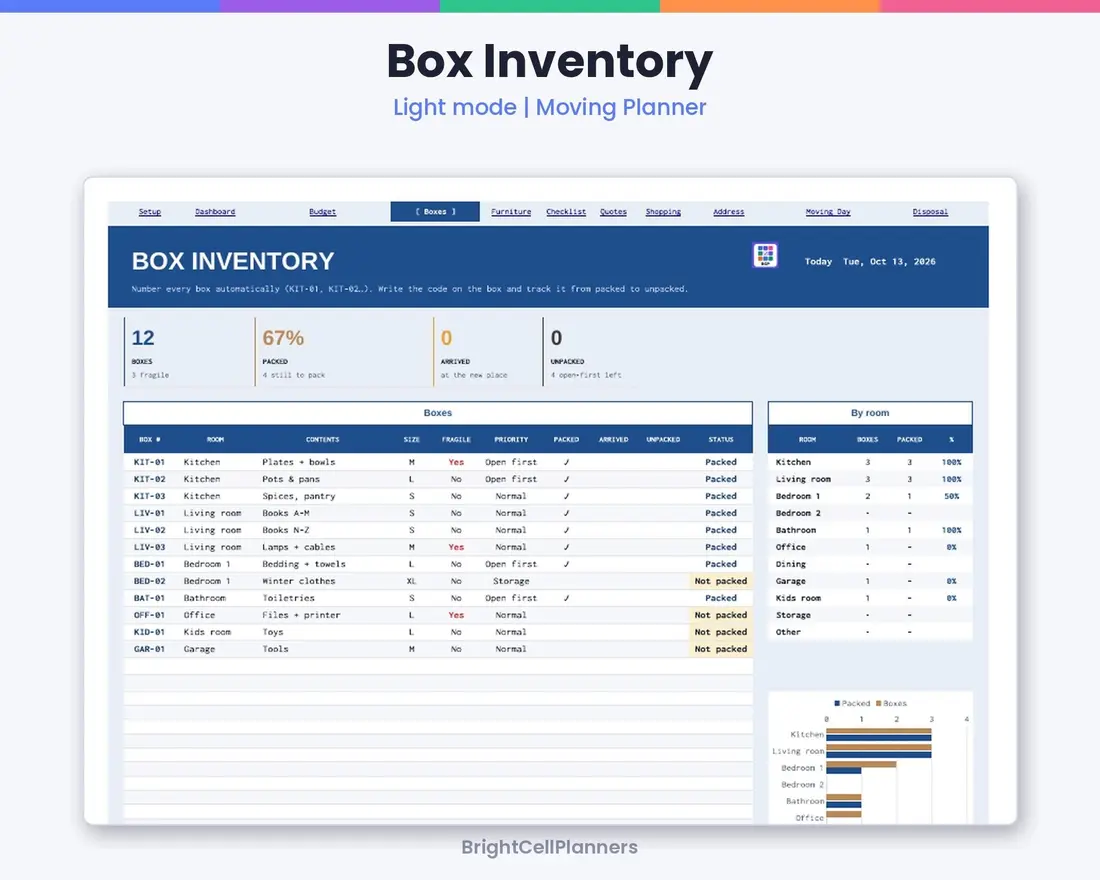 Box Inventory
Light mode | Moving Planner
Setup Dashboard Budget [ Boxes ] Furniture Checklist Quotes Shopping Address Moving Day Disposal
BOX INVENTORY
BCP
Today Tue, Oct 13, 2026
Number every box automatically (KIT-01, KIT-02…). Write the code on the box and track it from packed to unpacked.
12 67% 0 0
BOXES PACKED ARRIVED UNPACKED
3 fragile 4 still to pack at the new place 4 open-first left
Boxes
BOX # ROOM CONTENTS SIZE FRAGILE PRIORITY PACKED ARRIVED UNPACKED STATUS
KIT-01 Kitchen Plates + bowls M Yes Open first ✓ Packed
KIT-02 Kitchen Pots & pans L No Open first ✓ Packed
KIT-03 Kitchen Spices, pantry S No Normal ✓ Packed
LIV-01 Living room Books A-M S No Normal ✓ Packed
LIV-02 Living room Books N-Z S No Normal ✓ Packed
LIV-03 Living room Lamps + cables M Yes Normal ✓ Packed
BED-01 Bedroom 1 Bedding + towels L No Open first ✓ Packed
BED-02 Bedroom 1 Winter clothes XL No Storage Not packed
BAT-01 Bathroom Toiletries S No Open first ✓ Packed
OFF-01 Office Files + printer L Yes Normal Not packed
KID-01 Kids room Toys L No Normal Not packed
GAR-01 Garage Tools M No Normal Not packed
By room
ROOM BOXES PACKED %
Kitchen 3 3 100%
Living room 3 3 100%
Bedroom 1 2 1 50%
Bedroom 2 - -
Bathroom 1 1 100%
Office 1 - 0%
Dining - -
Garage 1 - 0%
Kids room 1 - 0%
Storage - -
Other - -
Packed Boxes
0 1 2 3 4
Kitchen
Living room
Bedroom 1
Bedroom 2
Bathroom
Office
BrightCellPlanners